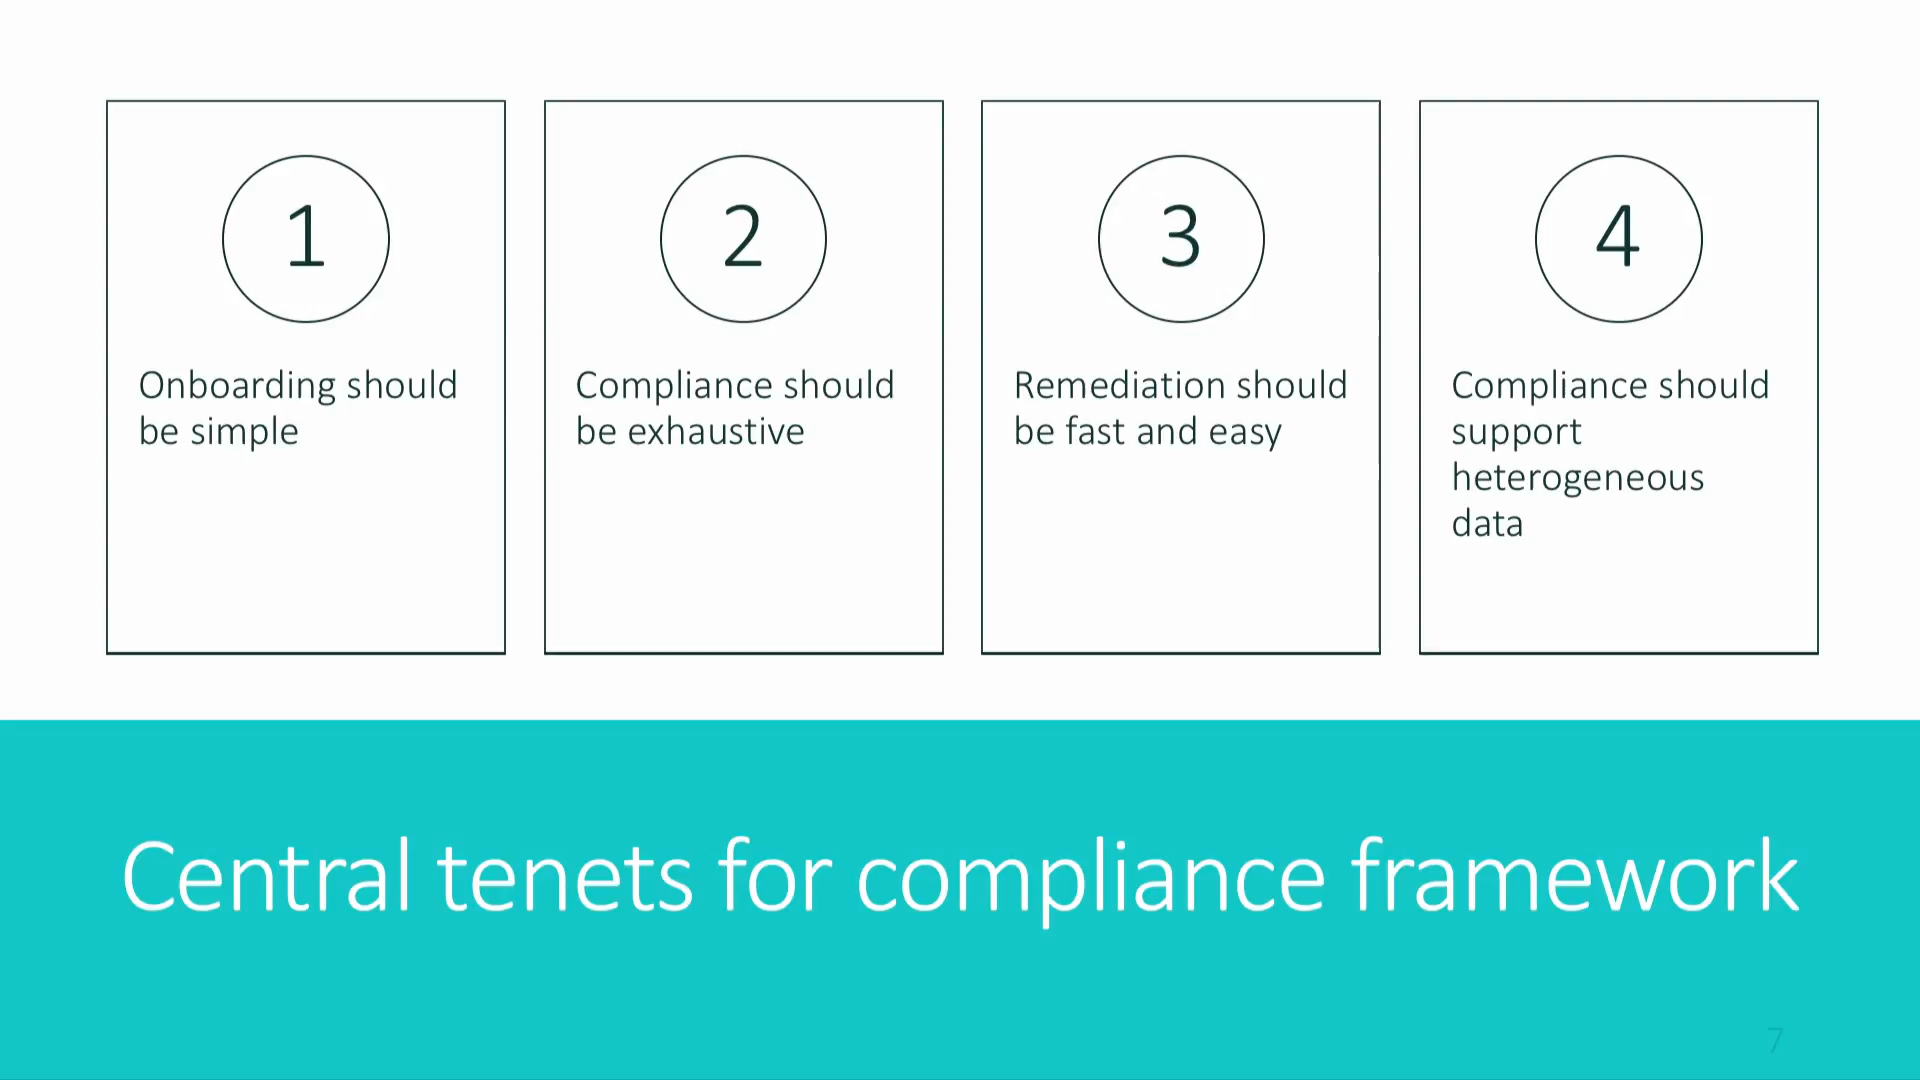 1
Onboarding should
be simple
2
Compliance should
be exhaustive
3
Remediation should
be fast and easy
4
Compliance should
support
heterogeneous
data
Central tenets for compliance framework
7